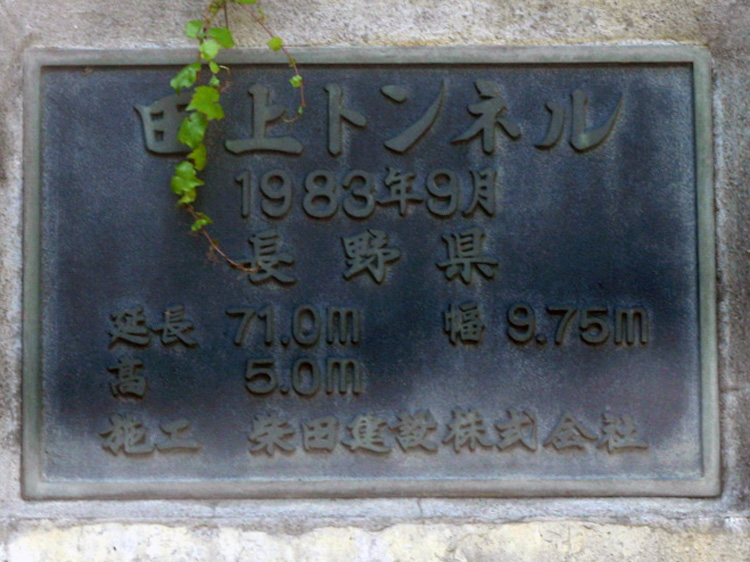 田上トンネル
1983年9月
長野県
延長 71.0m 幅 9.75m
高 5.0m
施工 柴田建設株式会社